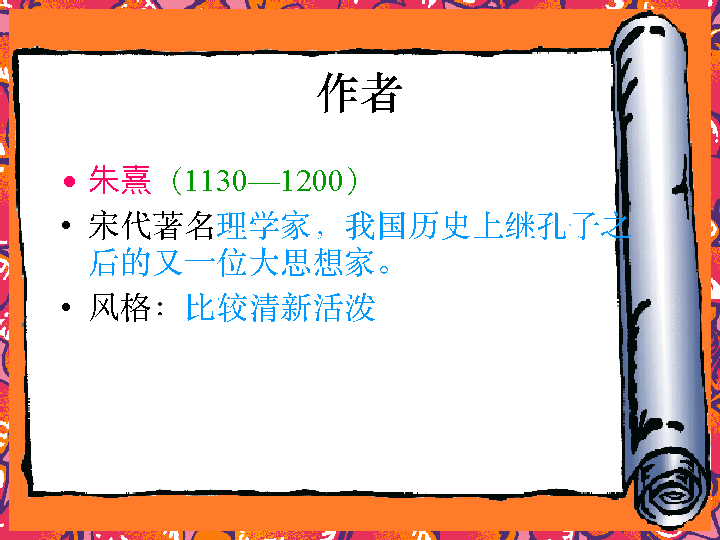 作者
• 朱熹（1130—1200）
• 宋代著名理学家，我国历史上继孔子之
后的又一位大思想家。
• 风格：比较清新活泼